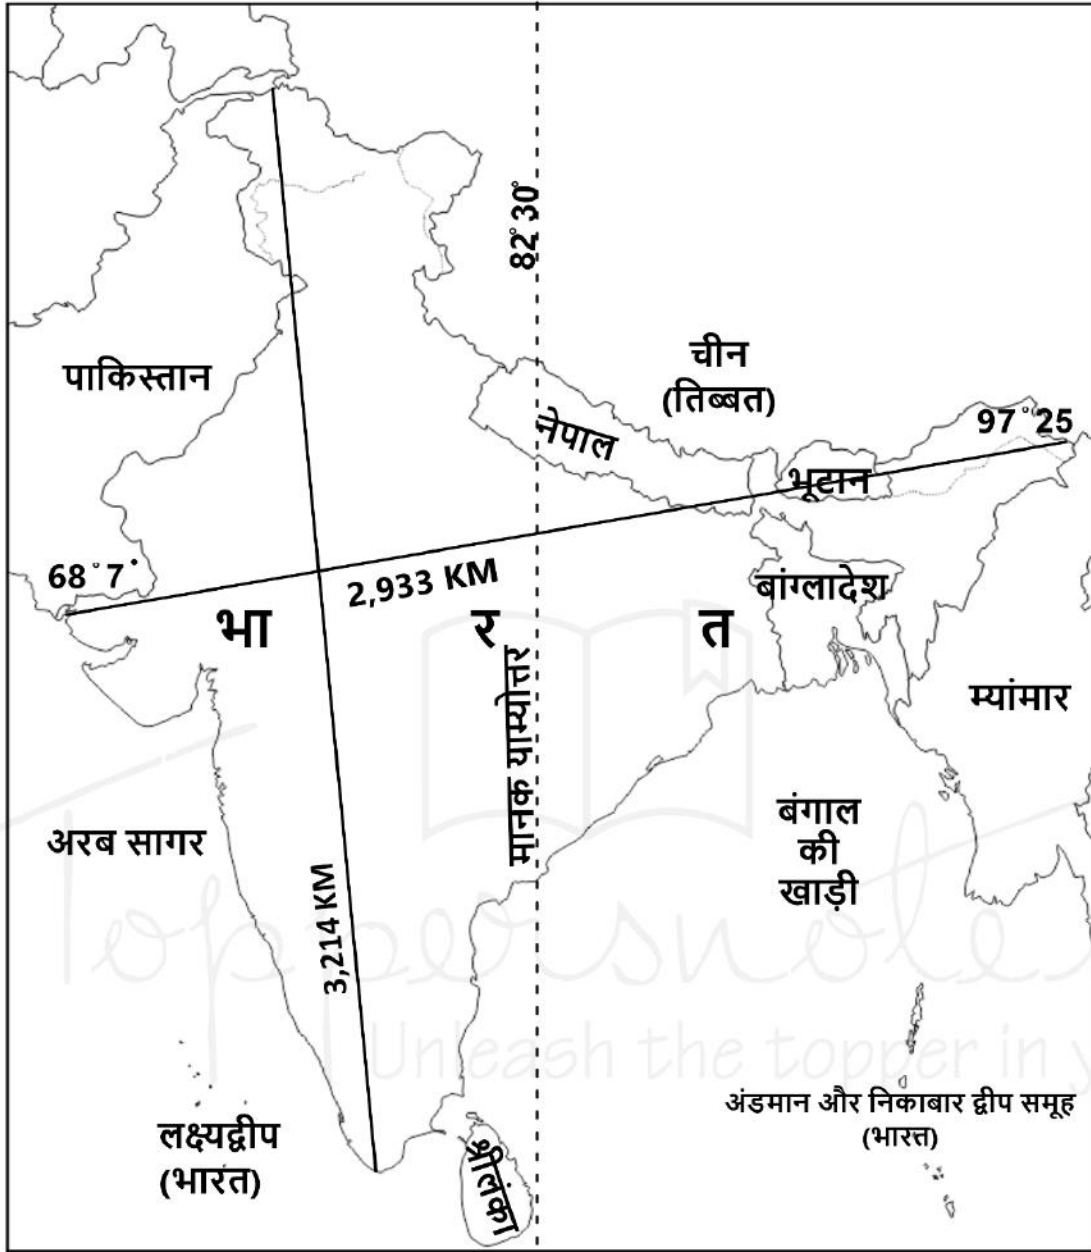 82°30'
चीन
(तिब्बत)
पाकिस्तान
नेपाल
97°25
भूटान
68°7'
2,933 KM
बांग्लादेश
भा र त
मानक याम्योत्तर
म्यांमार
अरब सागर
बंगाल
की
खाड़ी
3,214 KM
Toppersnotes
Unleash the topper in y
अंडमान और निकाबार द्वीप समूह
(भारत)
लक्ष्यद्वीप
(भारत)
श्रीलंका